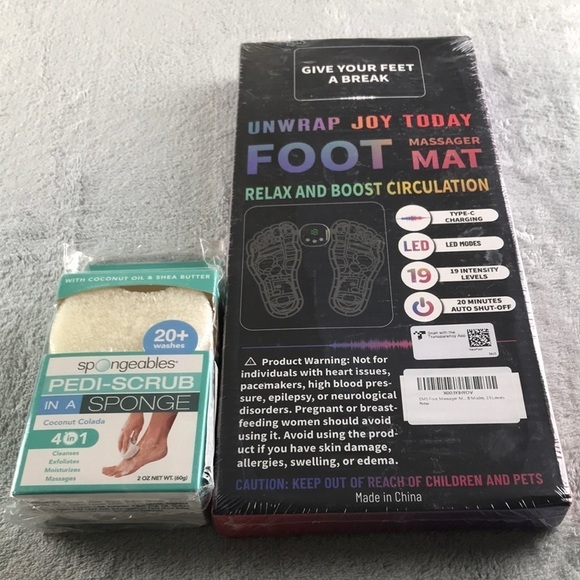 GIVE YOUR FEET
A BREAK
UNWRAP JOY TODAY
FOOT MASSAGER MAT
RELAX AND BOOST CIRCULATION
TYPE-C
CHARGING
LED
LED MODES
19
19 INTENSITY
LEVELS
20 MINUTES
AUTO SHUT-OFF
Scan with the
Transparency App
⚠ Product Warning: Not for
individuals with heart issues,
pacemakers, high blood pres-
sure, epilepsy, or neurological
disorders. Pregnant or breast-
feeding women should avoid
using it. Avoid using the prod-
uct if you have skin damage,
allergies, swelling, or edema.
CAUTION: KEEP OUT OF REACH OF CHILDREN AND PETS
Made in China
WITH COCONUT OIL & SHEA BUTTER
20+
washes
spongeables
PEDI-SCRUB
IN A SPONGE
Coconut Colada
4 in 1
Cleanses
Exfoliates
Moisturizes
Massages
2 OZ NET WT. (60g)